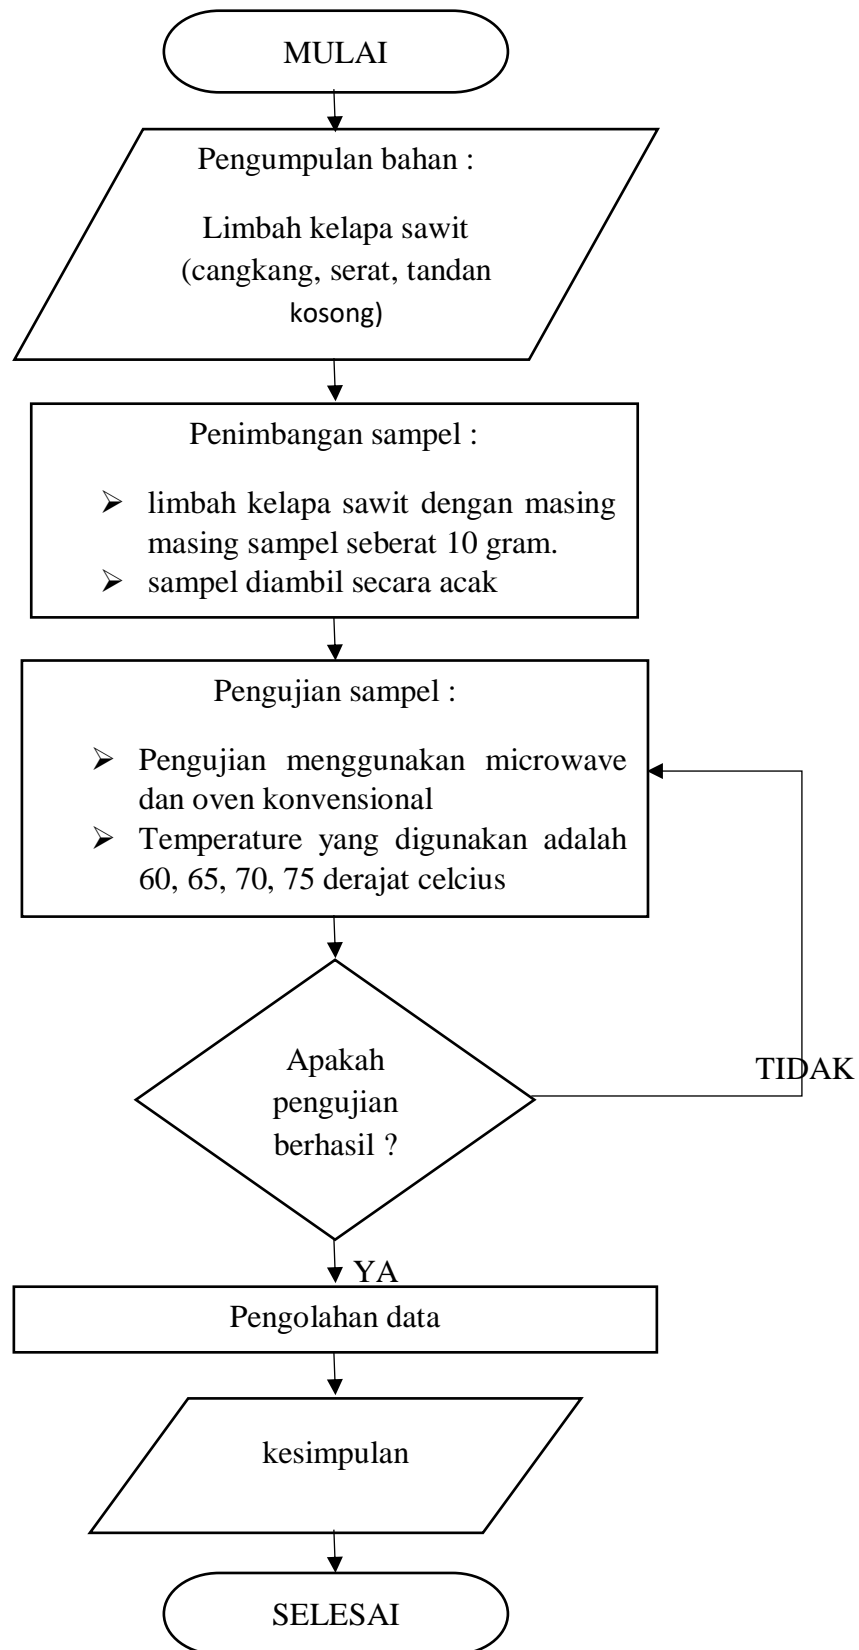 MULAI
Pengumpulan bahan :
Limbah kelapa sawit
(cangkang, serat, tandan
kosong)
Penimbangan sampel :
➢ limbah kelapa sawit dengan masing
masing sampel seberat 10 gram.
➢ sampel diambil secara acak
Pengujian sampel :
➢ Pengujian menggunakan microwave
dan oven konvensional
➢ Temperature yang digunakan adalah
60, 65, 70, 75 derajat celcius
Apakah
pengujian
berhasil ?
TIDAK
YA
Pengolahan data
kesimpulan
SELESAI